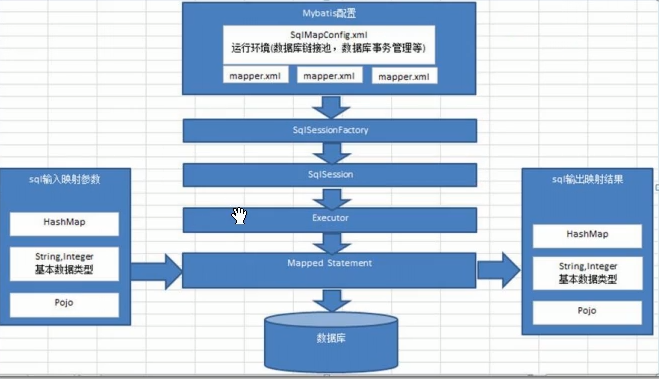 Mybatis配置
SqlMapConfig.xml
运行环境(数据库链接池，数据库事务管理等)
mapper.xml
mapper.xml
mapper.xml
SqlSessionFactory
SqlSession
Executor
Mapped Statement
数据库
sql输入映射参数
HashMap
String,Integer
基本数据类型
Pojo
sql输出映射结果
HashMap
String,Integer
基本数据类型
Pojo